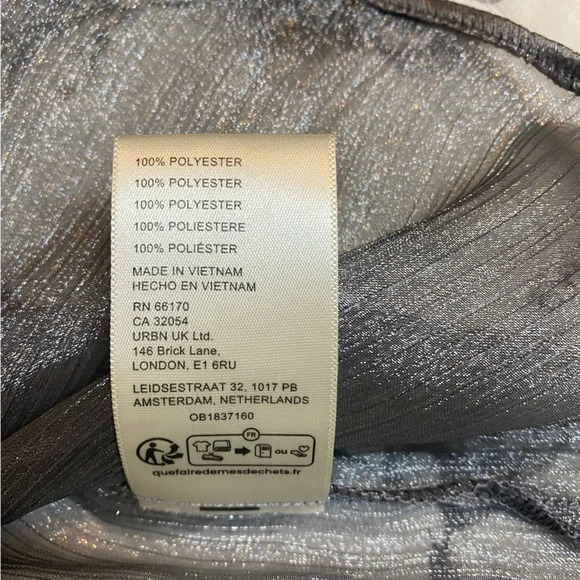 100% POLYESTER
100% POLYESTER
100% POLYESTER
100% POLIESTERE
100% POLIÉSTER
MADE IN VIETNAM
HECHO EN VIETNAM
RN 66170
CA 32054
URBN UK Ltd.
146 Brick Lane,
LONDON, E1 6RU
LEIDSESTRAAT 32, 1017 PB
AMSTERDAM, NETHERLANDS
OB1837160
FR
ou
quefairedemesdechets.fr